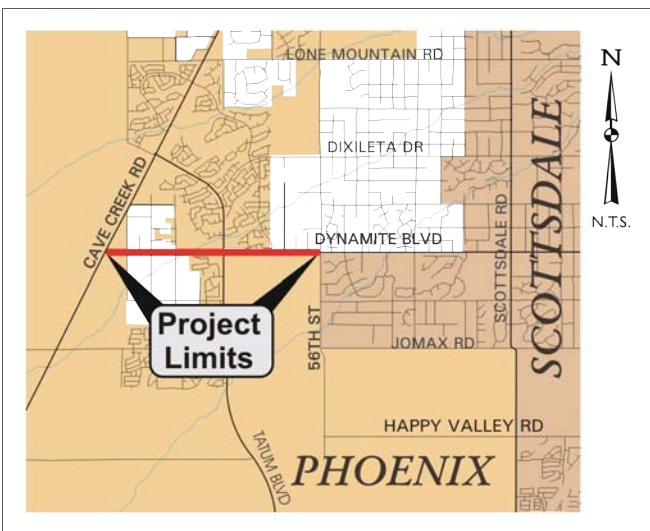 LONE MOUNTAIN RD
N
N.T.S.
DIXILETA DR
CAVE CREEK RD
SCOTTSDALE RD
SCOTTSDALE
DYNAMITE BLVD
Project
Limits
56TH ST
JOMAX RD
HAPPY VALLEY RD
TATUM BLVD
PHOENIX